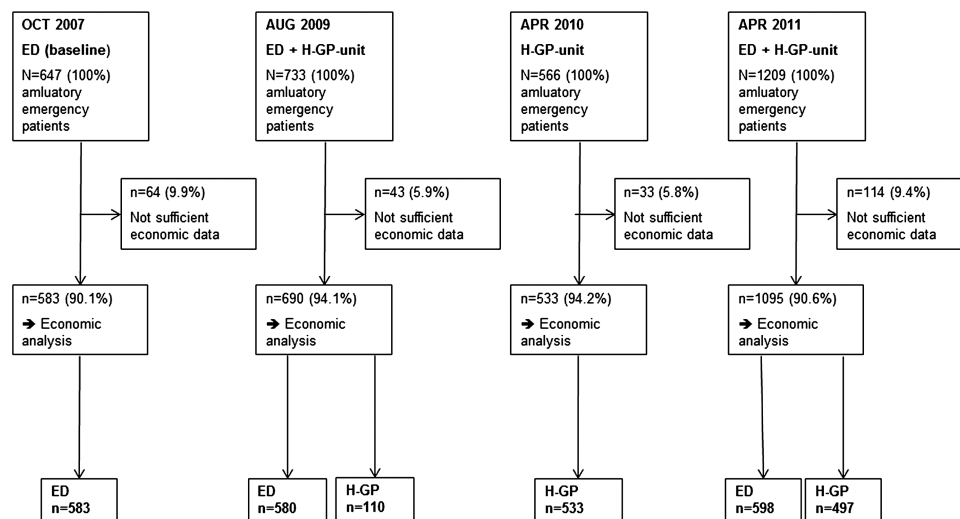 OCT 2007
ED (baseline)
N=647 (100%)
amluatory
emergency
patients
n=64 (9.9%)
Not sufficient
economic data
n=583 (90.1%)
➔ Economic
analysis
ED
n=583
AUG 2009
ED + H-GP-unit
N=733 (100%)
amluatory
emergency
patients
n=43 (5.9%)
Not sufficient
economic data
n=690 (94.1%)
➔ Economic
analysis
ED
n=580
H-GP
n=110
APR 2010
H-GP-unit
N=566 (100%)
amluatory
emergency
patients
n=33 (5.8%)
Not sufficient
economic data
n=533 (94.2%)
➔ Economic
analysis
H-GP
n=533
APR 2011
ED + H-GP-unit
N=1209 (100%)
amluatory
emergency
patients
n=114 (9.4%)
Not sufficient
economic data
n=1095 (90.6%)
➔ Economic
analysis
ED
n=598
H-GP
n=497